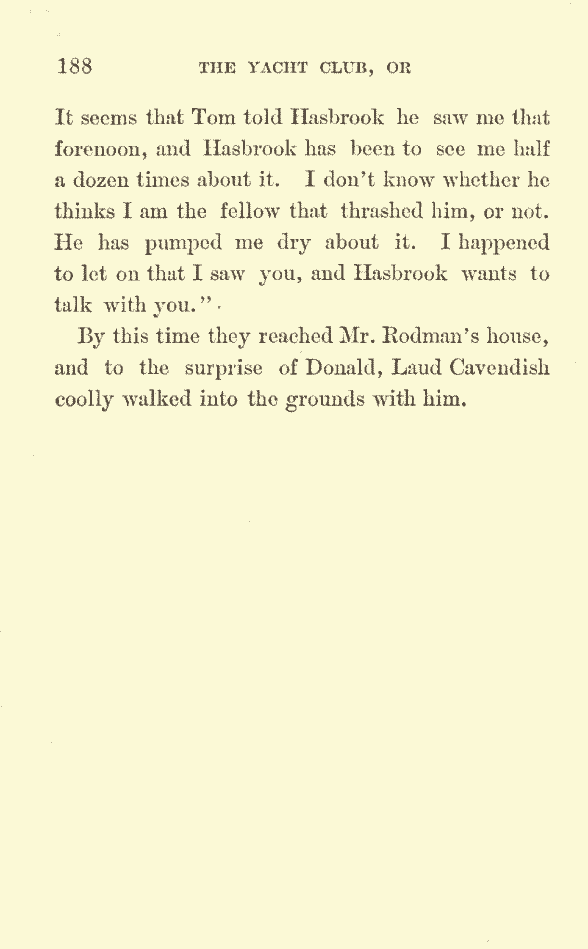 188 THE YACHT CLUB, OR
It seems that Tom told Hasbrook he saw me that
forenoon, and Hasbrook has been to see me half
a dozen times about it. I don't know whether he
thinks I am the fellow that thrashed him, or not.
He has pumped me dry about it. I happened
to let on that I saw you, and Hasbrook wants to
talk with you."
By this time they reached Mr. Rodman's house,
and to the surprise of Donald, Laud Cavendish
coolly walked into the grounds with him.